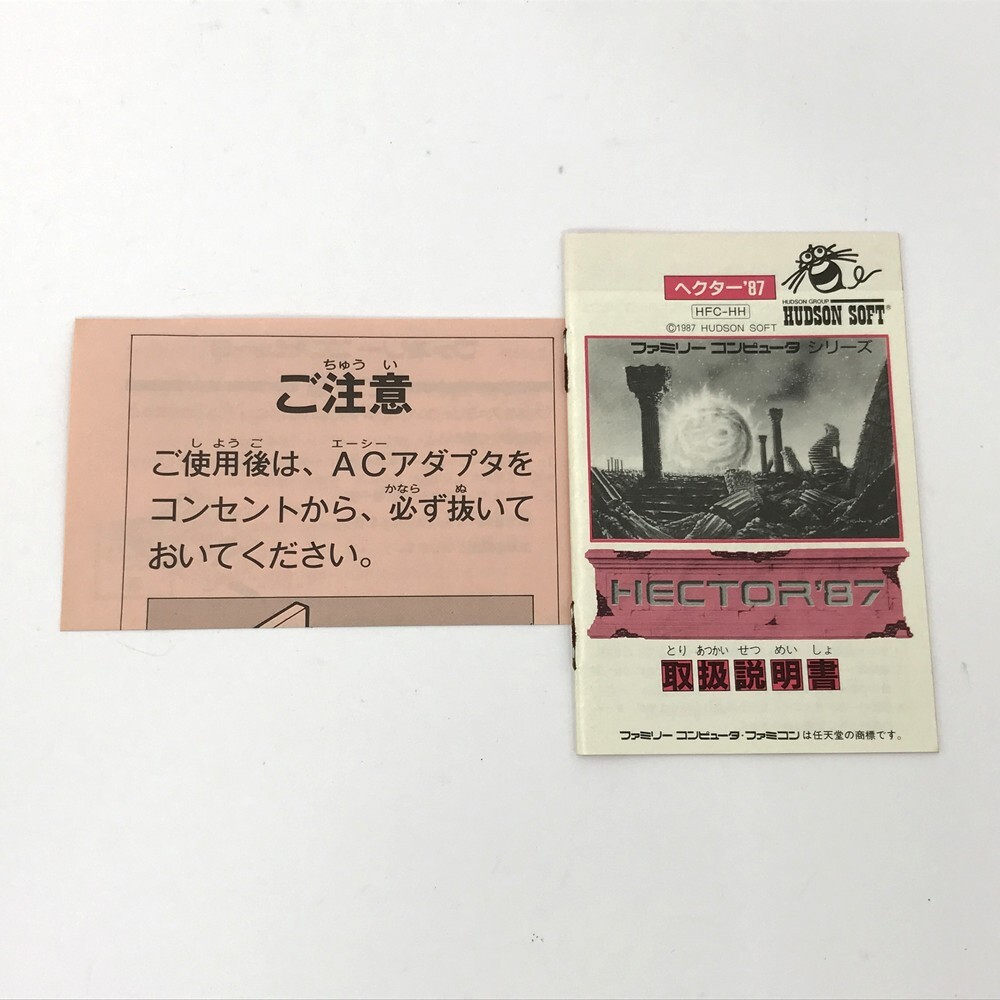 ちゅう い
ご注意
し よう ご エーシー
ご使用後は、ACアダプタを
かなら ぬ
コンセントから、必ず抜いて
おいてください。
ヘクター'87
HFC-HH
©1987 HUDSON SOFT
HUDSON GROUP
HUDSON SOFT®
ファミリー コンピュータ シリーズ
HECTOR'87
とり あつかい せつ めい しょ
取扱説明書
ファミリー コンピュータ・ファミコンは任天堂の商標です。